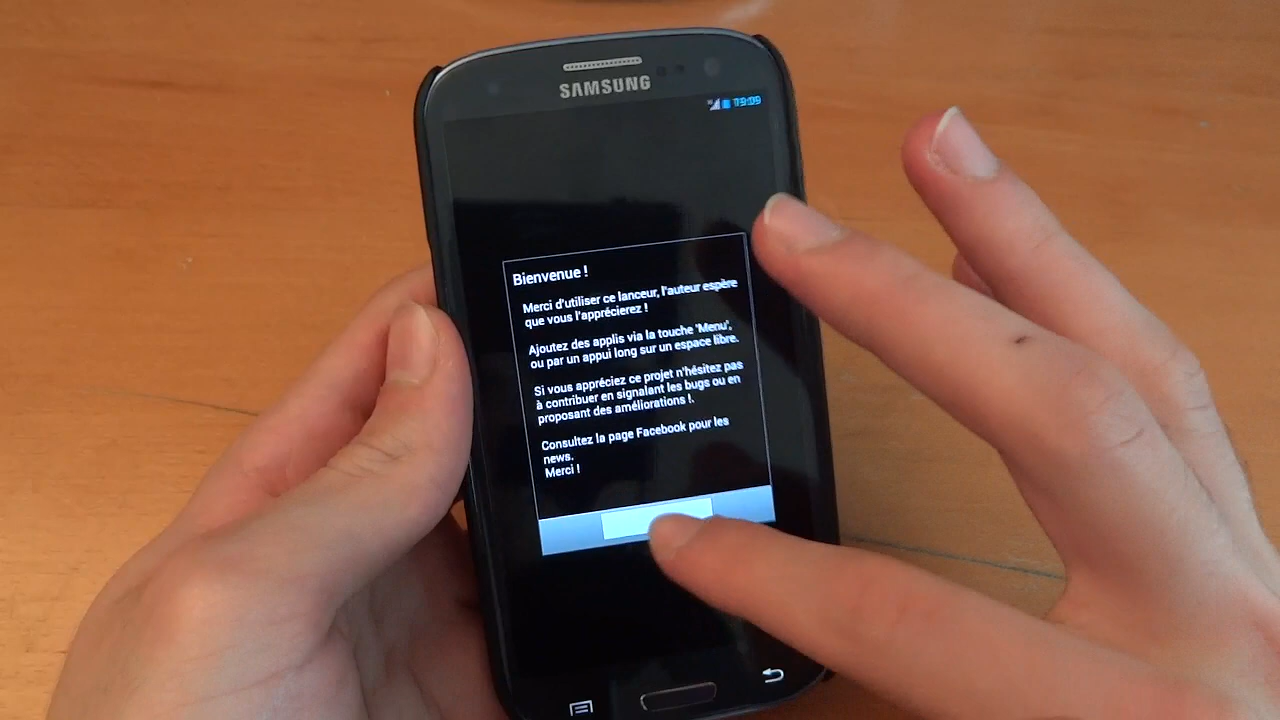 SAMSUNG
19:09
Bienvenue !
Merci d'utiliser ce lanceur, l'auteur espère
que vous l'apprécierez !
Ajoutez des applis via la touche 'Menu',
ou par un appui long sur un espace libre.
Si vous appréciez ce projet n'hésitez pas
à contribuer en signalant les bugs ou en
proposant des améliorations !.
Consultez la page Facebook pour les
news.
Merci !